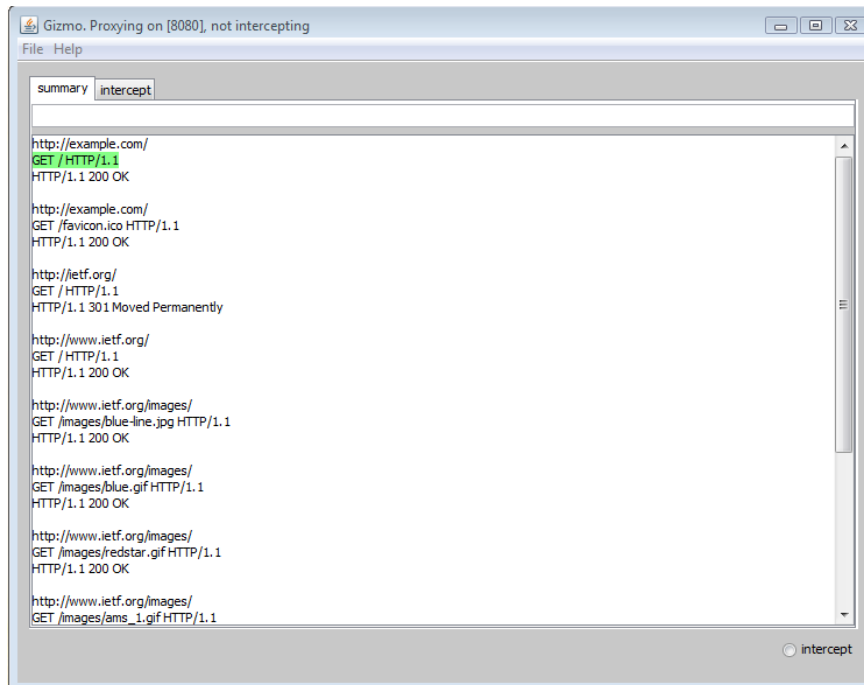 Gizmo. Proxying on [8080], not intercepting
File Help
summary intercept
http://example.com/
GET / HTTP/1.1
HTTP/1.1 200 OK
http://example.com/
GET /favicon.ico HTTP/1.1
HTTP/1.1 200 OK
http://ietf.org/
GET / HTTP/1.1
HTTP/1.1 301 Moved Permanently
http://www.ietf.org/
GET / HTTP/1.1
HTTP/1.1 200 OK
http://www.ietf.org/images/
GET /images/blue-line.jpg HTTP/1.1
HTTP/1.1 200 OK
http://www.ietf.org/images/
GET /images/blue.gif HTTP/1.1
HTTP/1.1 200 OK
http://www.ietf.org/images/
GET /images/redstar.gif HTTP/1.1
HTTP/1.1 200 OK
http://www.ietf.org/images/
GET /images/ams_1.gif HTTP/1.1
intercept